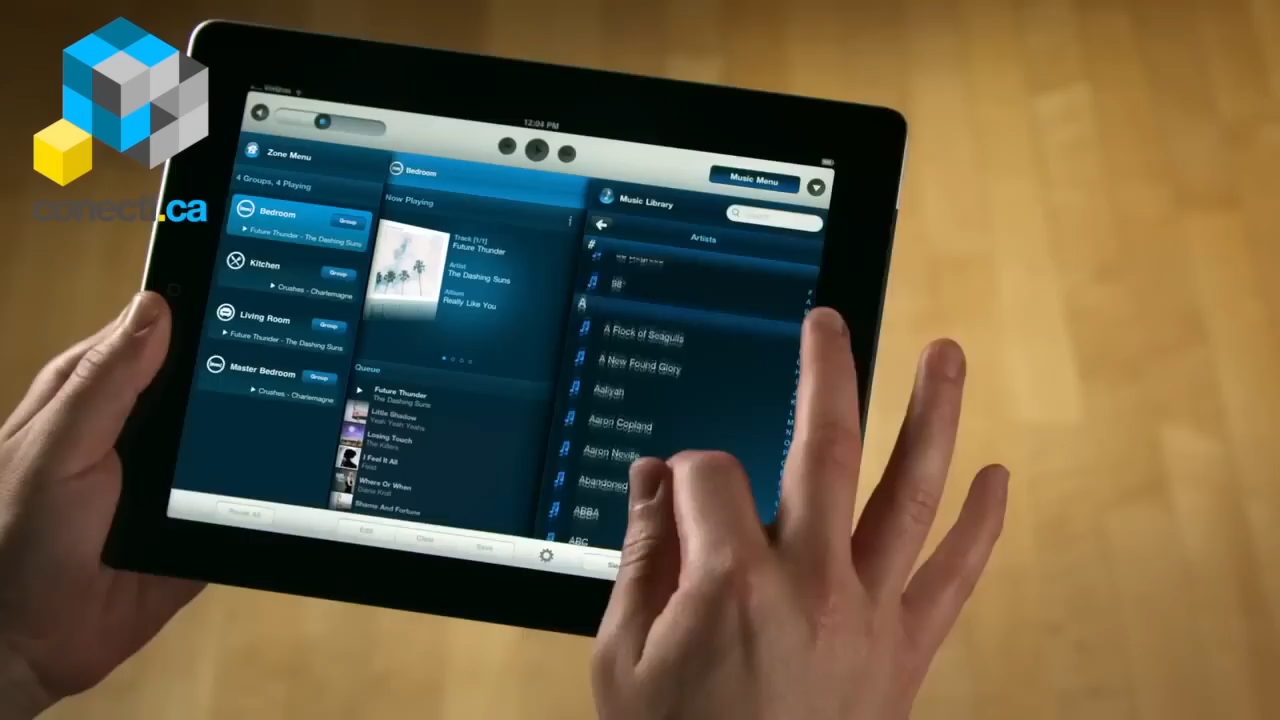 conecti.ca
12:04 PM
Zone Menu
4 Groups, 4 Playing
Bedroom
Group
Future Thunder - The Dashing Suns
Kitchen
Group
Crushes - Charlemagne
Living Room
Group
Future Thunder - The Dashing Suns
Master Bedroom
Group
Crushes - Charlemagne
Bedroom
Now Playing
Track [1/1]
Future Thunder
Artist
The Dashing Suns
Album
Really Like You
Queue
Future Thunder
The Dashing Suns
Little Shadow
Yeah Yeah Yeahs
Losing Touch
The Killers
I Feel It All
Feist
Where Or When
Diana Krall
Shame And Fortune
Music Menu
Music Library
Search
Artists
#
98°
A
A Flock of Seagulls
A New Found Glory
Aaliyah
Aaron Copland
Aaron Neville
Abandoned
ABBA
ABC
Pause All
Edit
Clear
Save